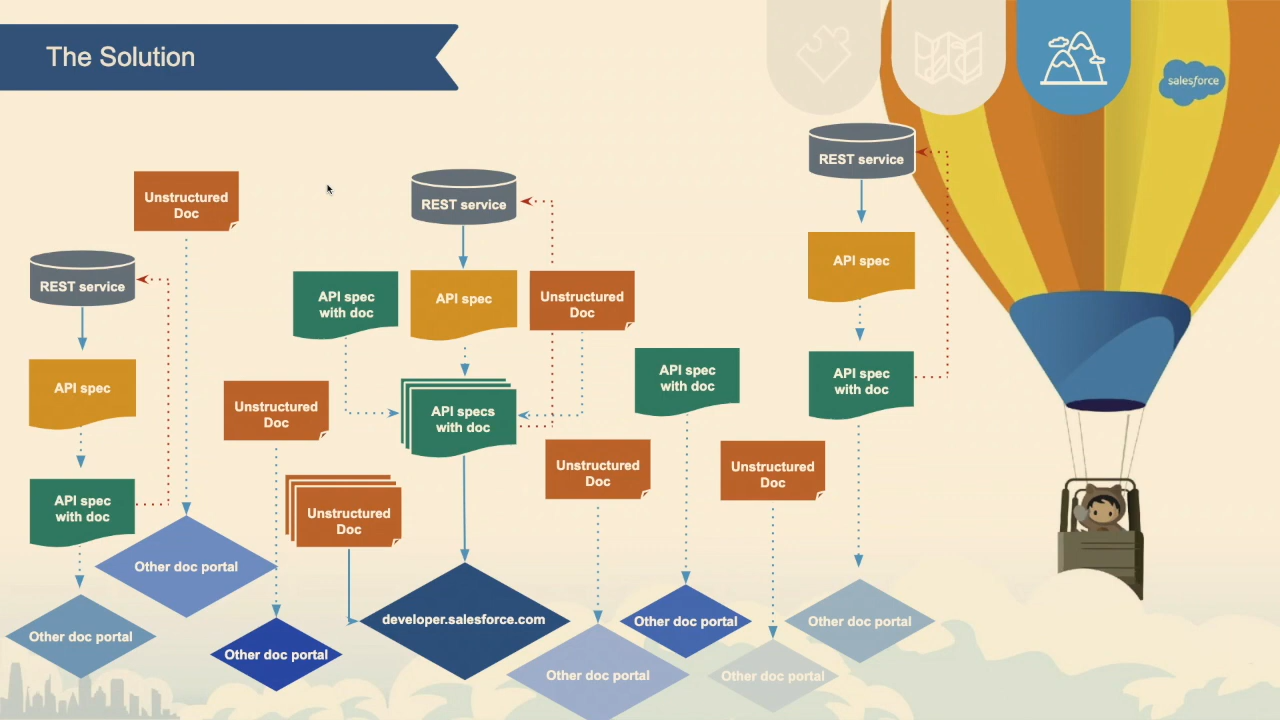 The Solution
salesforce
REST service
Unstructured
Doc
REST service
REST service
API spec
API spec
with doc
API spec
Unstructured
Doc
API spec
API spec
with doc
API spec
with doc
API spec
Unstructured
Doc
API specs
with doc
Unstructured
Doc
Unstructured
Doc
API spec
with doc
Unstructured
Doc
Other doc portal
Other doc portal
Other doc portal
developer.salesforce.com
Other doc portal
Other doc portal
Other doc portal
Other doc portal